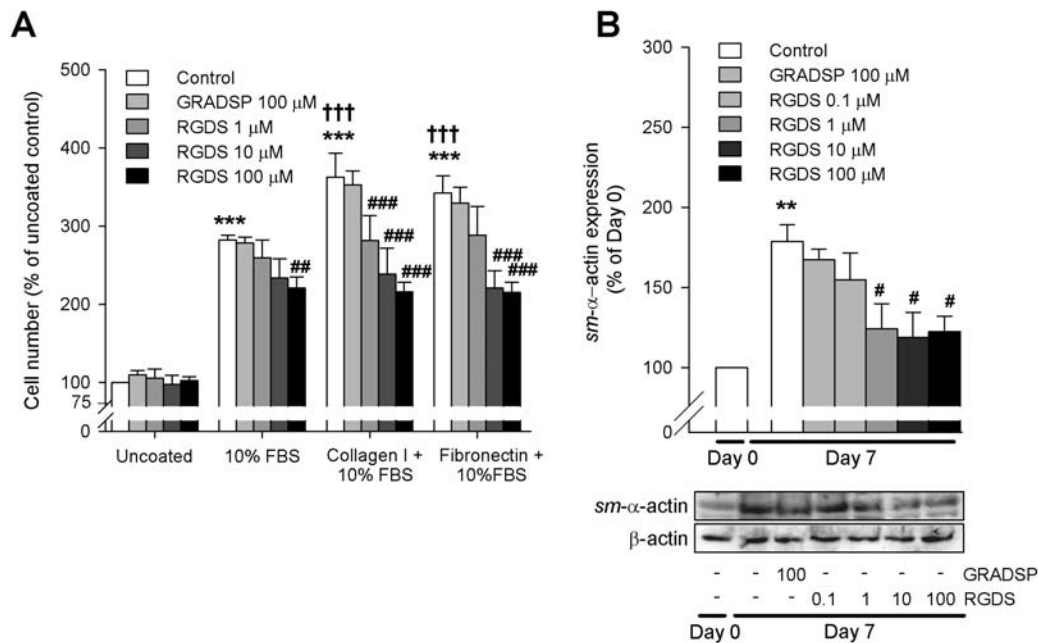 A
Cell number (% of uncoated control)
500
400
300
200
100
75
0
Control
GRADSP 100 μM
RGDS 1 μM
RGDS 10 μM
RGDS 100 μM
***
##
†††
***
###
###
###
†††
***
###
###
Uncoated
10% FBS
Collagen I +
10% FBS
Fibronectin +
10%FBS
B
sm-α-actin expression
(% of Day 0)
300
250
200
150
100
0
Control
GRADSP 100 μM
RGDS 0.1 μM
RGDS 1 μM
RGDS 10 μM
RGDS 100 μM
**
#
#
#
Day 0
Day 7
sm-α-actin
β-actin
- - 100 - - - - GRADSP
- - - 0.1 1 10 100 RGDS
Day 0
Day 7